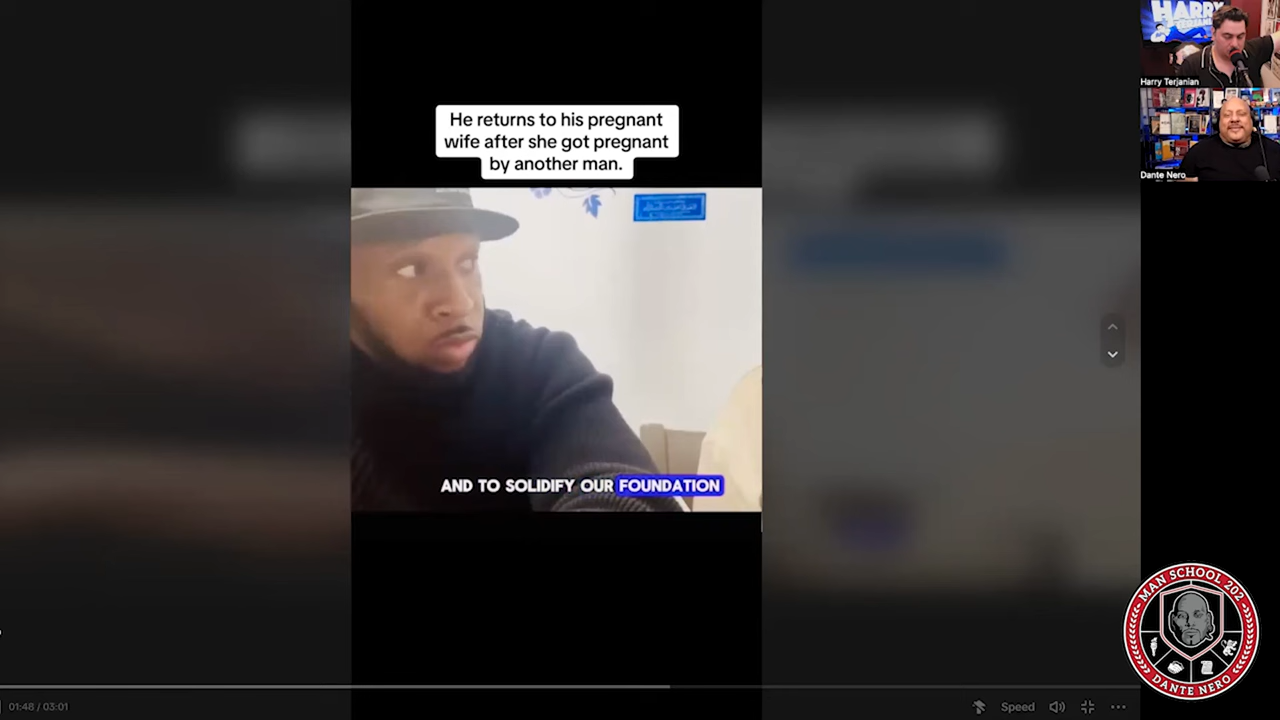 HARRY
Harry Terjanian
Dante Nero
He returns to his pregnant
wife after she got pregnant
by another man.
AND TO SOLIDIFY OUR FOUNDATION
MAN SCHOOL 202
DANTE NERO
01:48 / 03:01
Speed